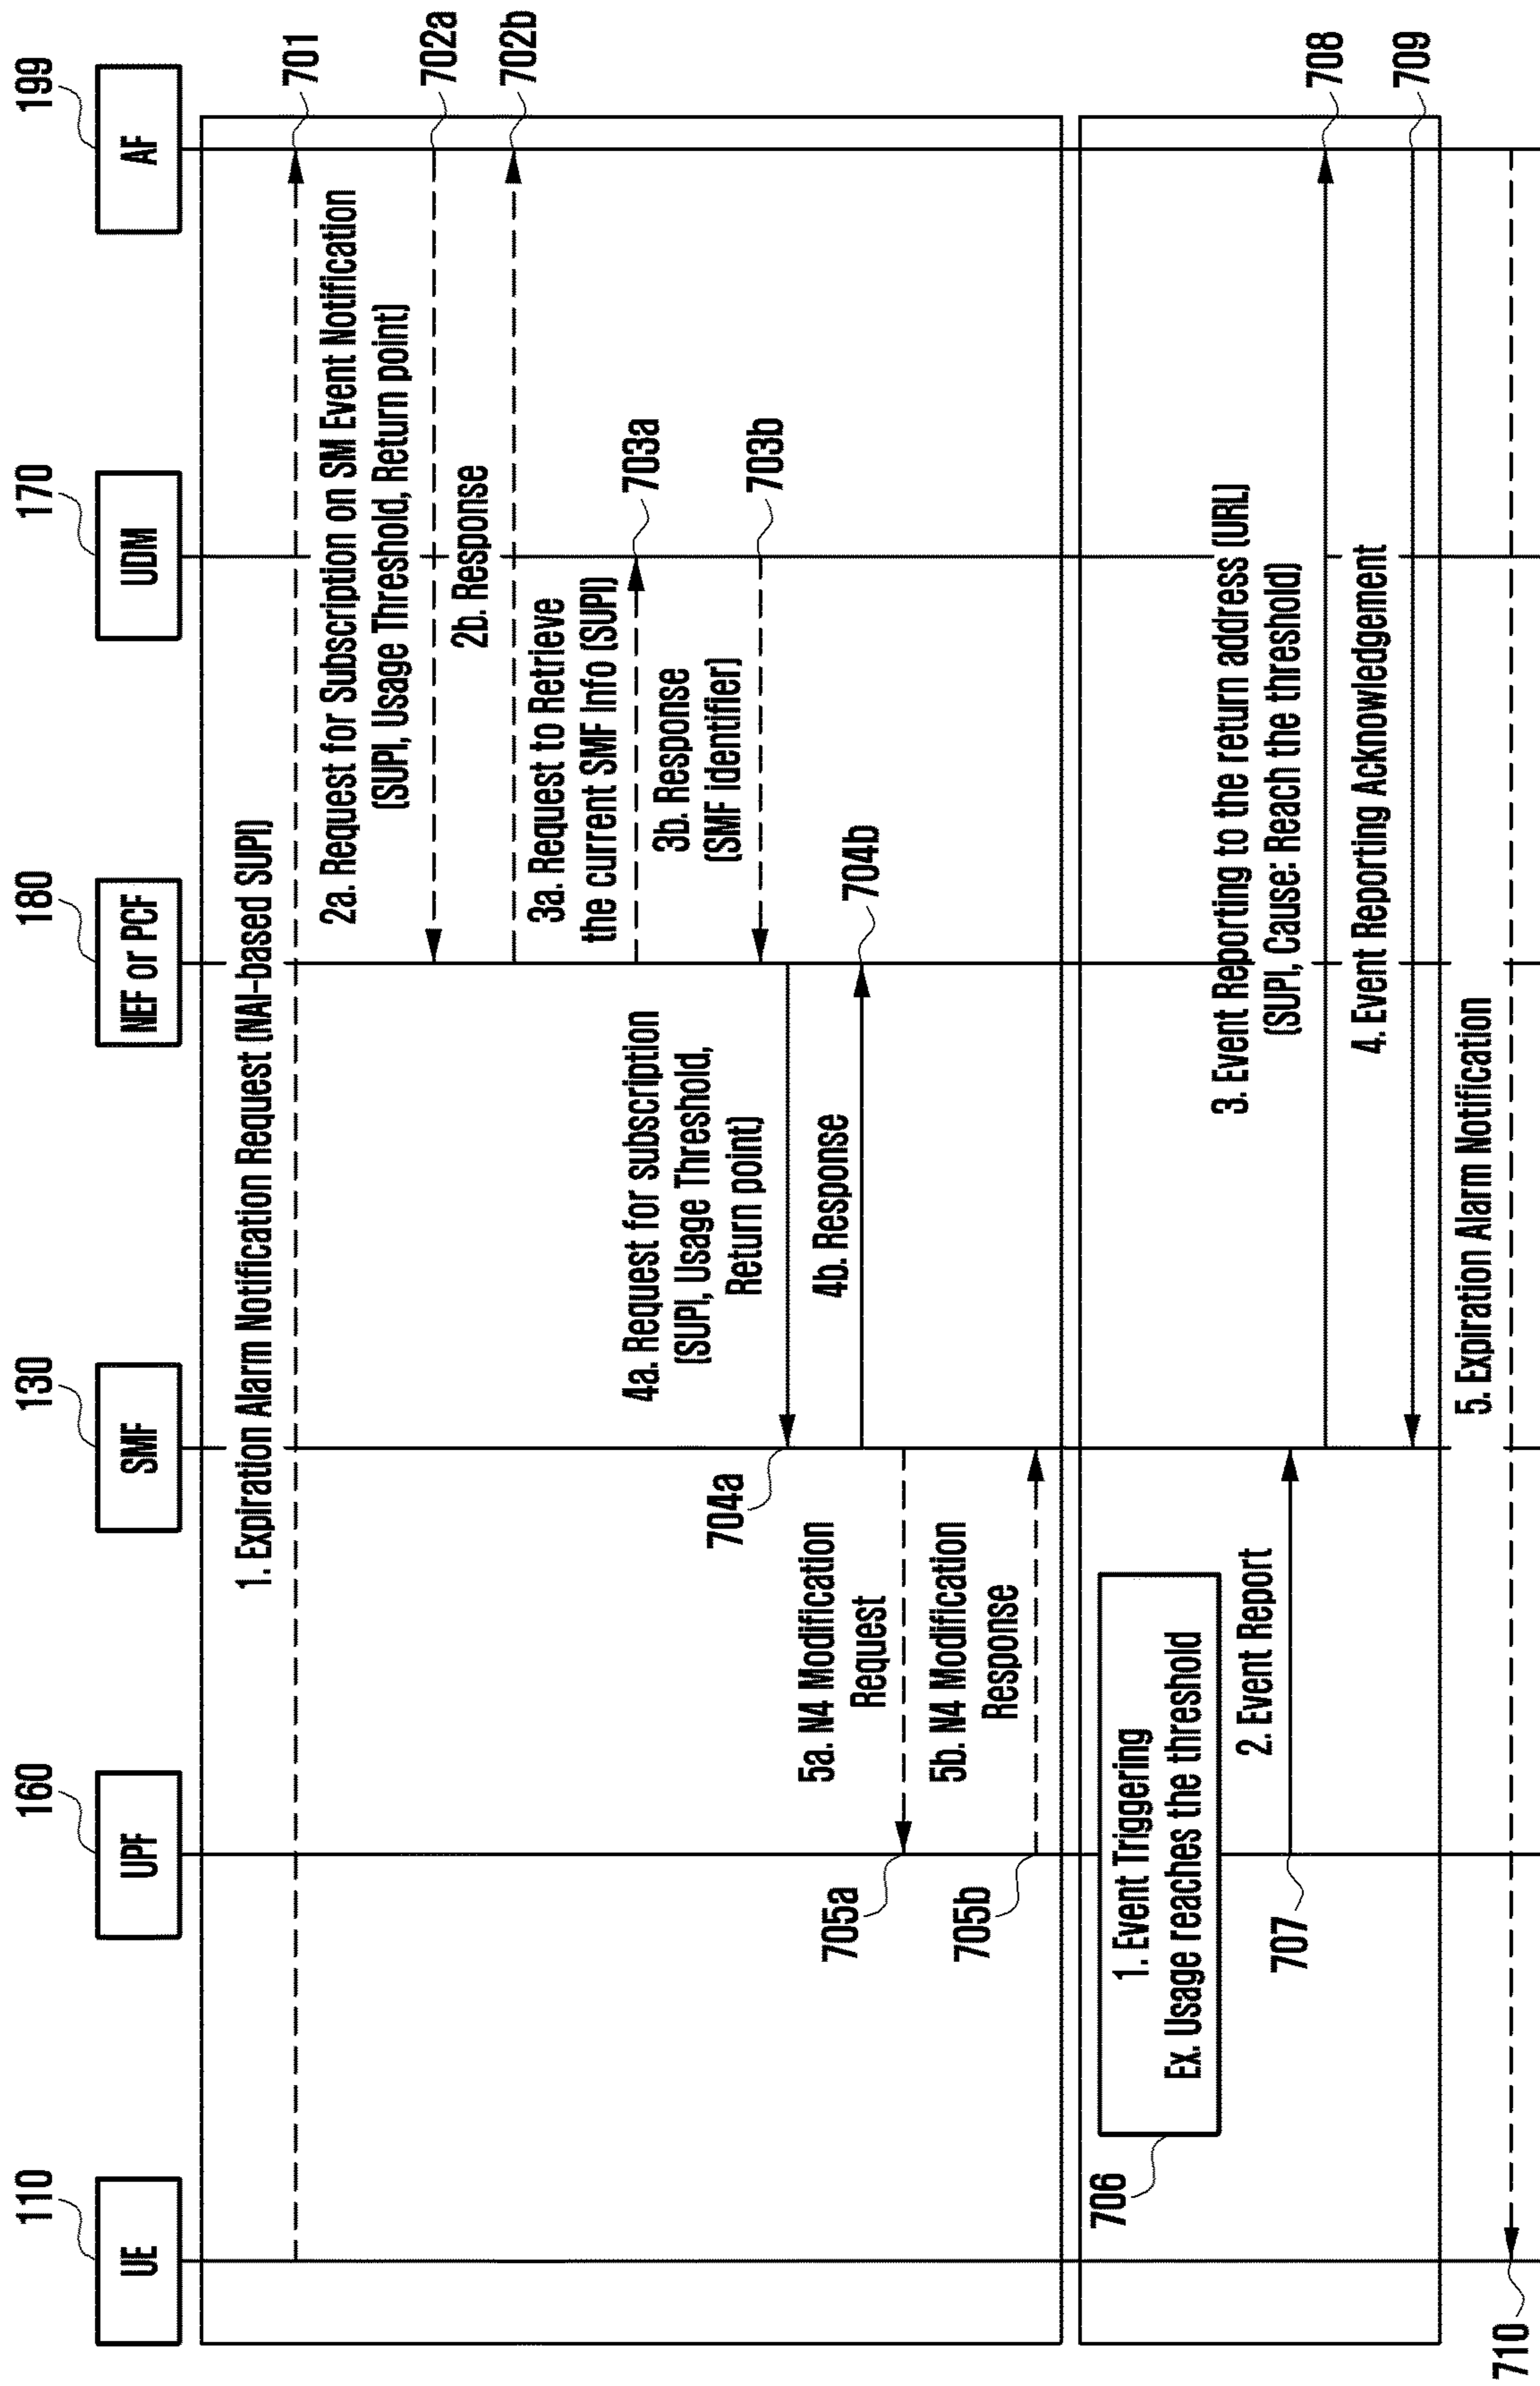 110
160
130
180
170
199
UE
UPF
SMF
NEF or PCF
UDM
AF
1. Expiration Alarm Notification Request (NAI-based SUPI)
701
2a. Request for Subscription on SM Event Notification
(SUPI, Usage Threshold, Return point)
702a
2b. Response
702b
3a. Request to Retrieve
the current SMF Info (SUPI)
703a
3b. Response
(SMF identifier)
703b
4a. Request for subscription
(SUPI, Usage Threshold,
Return point)
704a
4b. Response
704b
5a. N4 Modification
Request
705a
5b. N4 Modification
Response
705b
706
1. Event Triggering
Ex. Usage reaches the threshold
2. Event Report
707
3. Event Reporting to the return address (URL)
(SUPI, Cause: Reach the threshold)
708
4. Event Reporting Acknowledgement
709
5. Expiration Alarm Notification
710